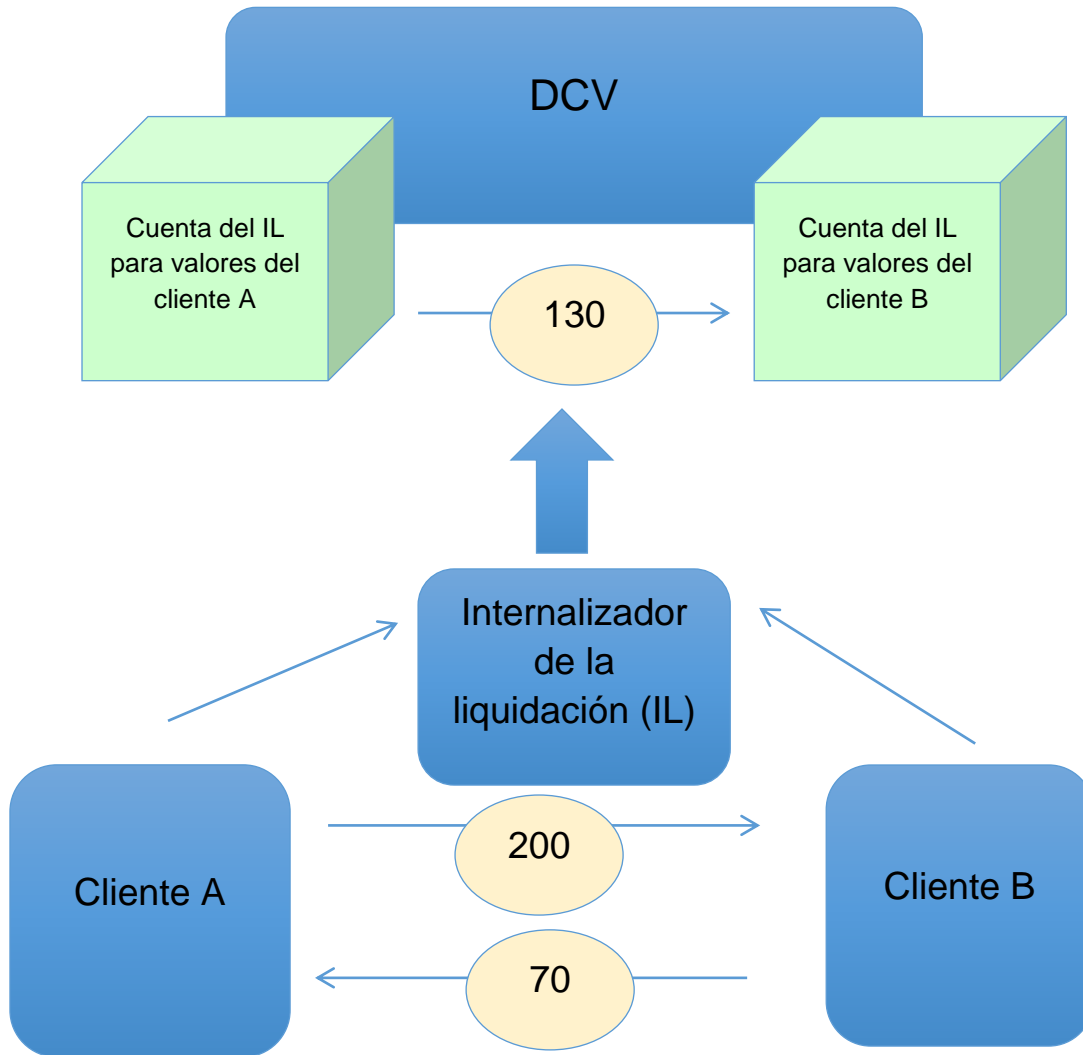 DCV
Cuenta del IL
para valores del
cliente A
130
Cuenta del IL
para valores del
cliente B
Internalizador
de la
liquidación (IL)
Cliente A
200
Cliente B
70